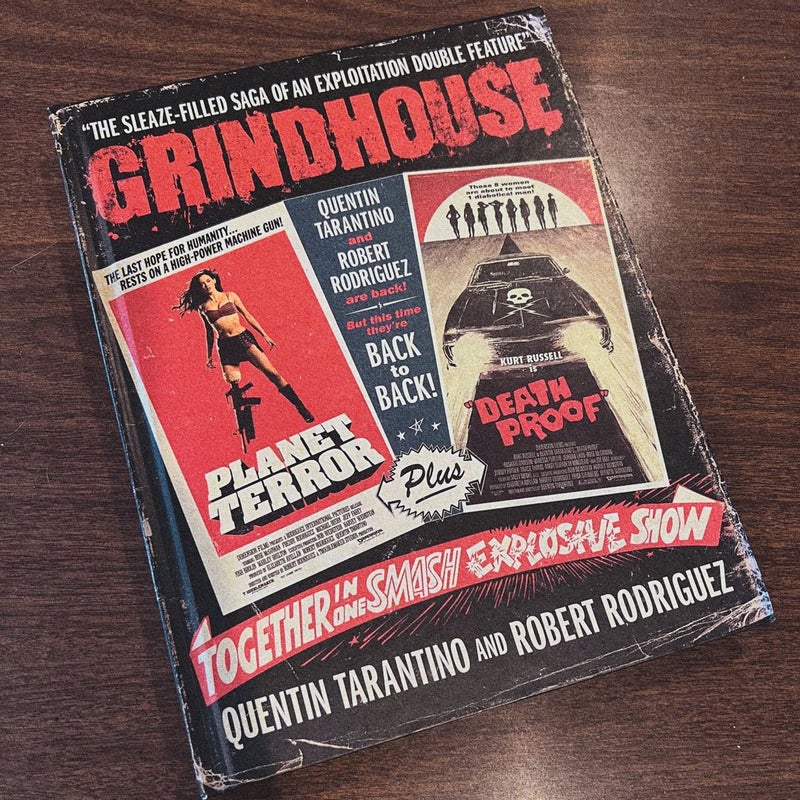 "THE SLEAZE-FILLED SAGA OF AN EXPLOITATION DOUBLE FEATURE"
GRINDHOUSE
THE LAST HOPE FOR HUMANITY...
RESTS ON A HIGH-POWER MACHINE GUN!
PLANET
TERROR
QUENTIN
TARANTINO
and
ROBERT
RODRIGUEZ
are back!
But this time
they're
BACK
to
BACK!
Plus
These 8 women
are about to meet
1 diabolical man!
KURT RUSSELL
IS
"DEATH
PROOF"
TOGETHER IN ONE SMASH EXPLOSIVE SHOW
QUENTIN TARANTINO AND ROBERT RODRIGUEZ